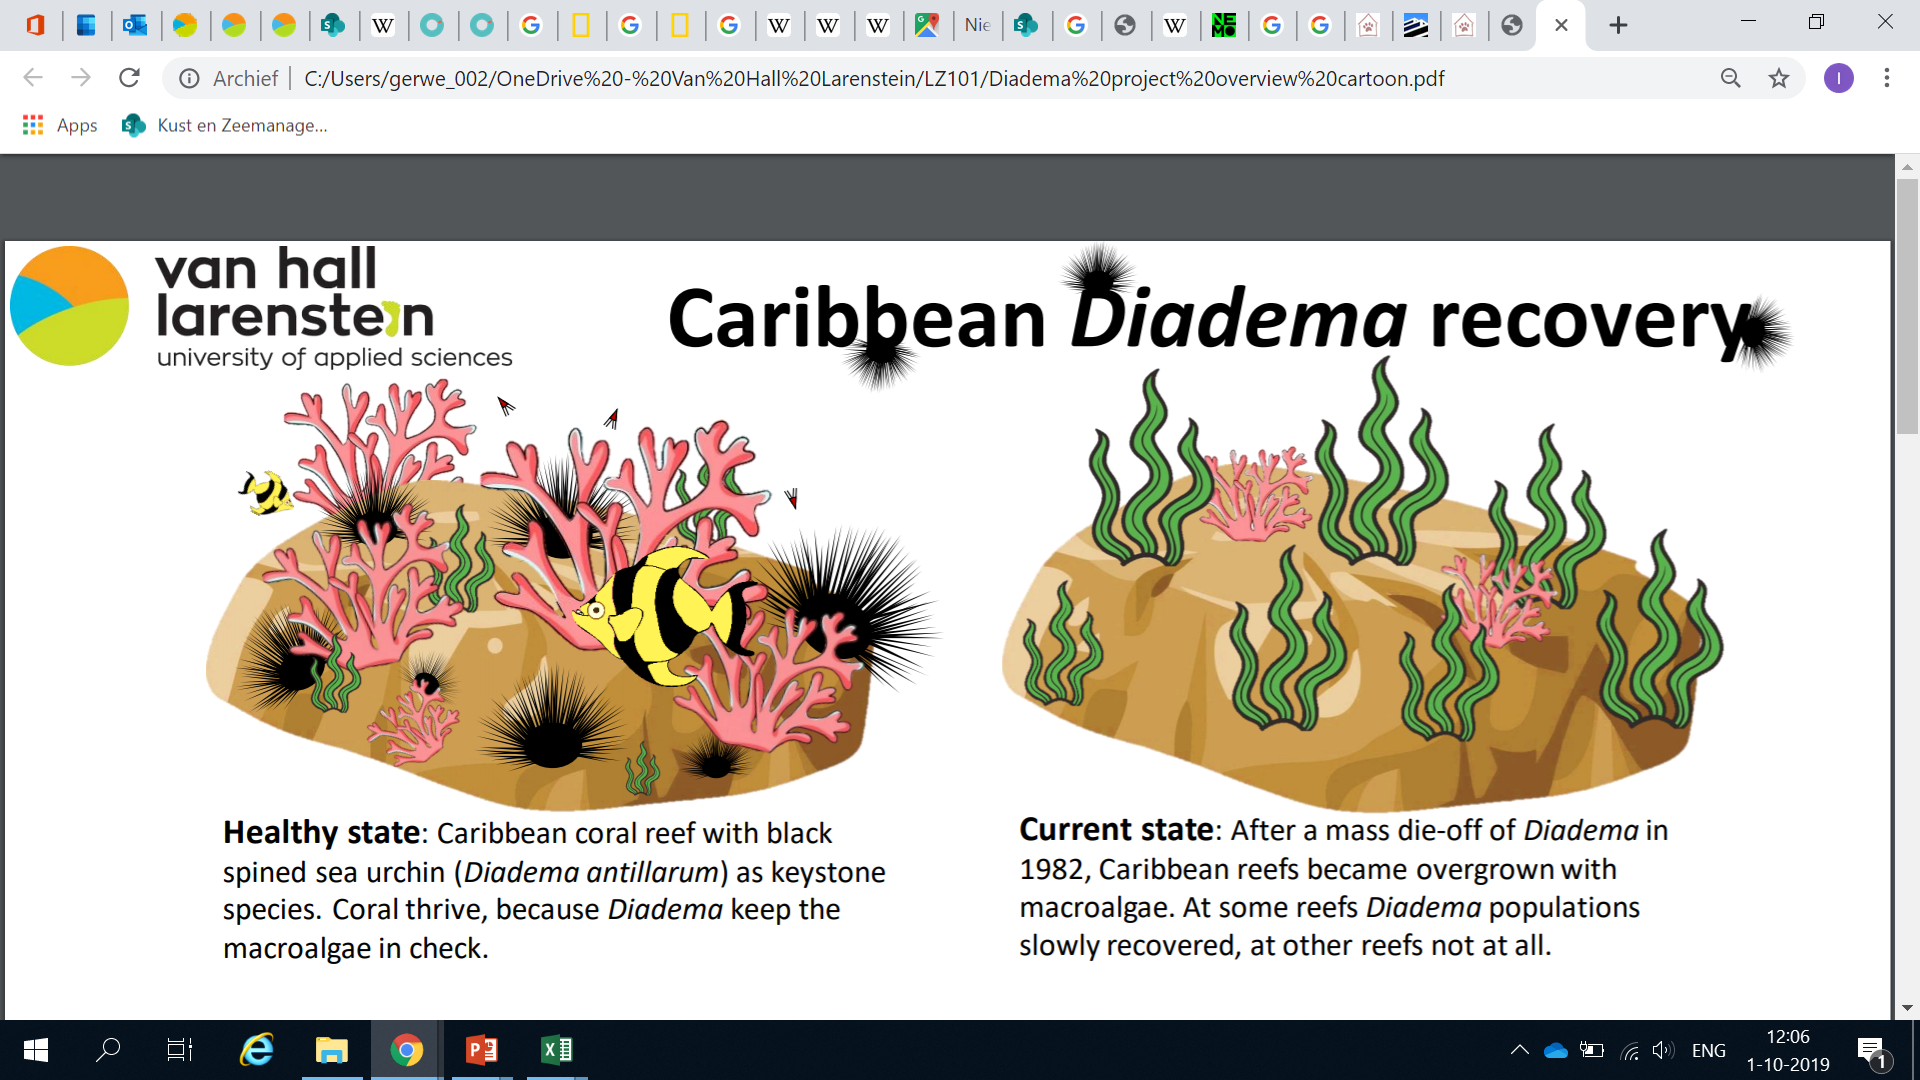 Nie
NE
MO
Archief
C:/Users/gerwe_002/OneDrive%20-%20Van%20Hall%20Larenstein/LZ101/Diadema%20project%20overview%20cartoon.pdf
I
Apps
Kust en Zeemanage...
van hall
larenstein
university of applied sciences
Caribbean Diadema recovery
Healthy state: Caribbean coral reef with black
spined sea urchin (Diadema antillarum) as keystone
species. Coral thrive, because Diadema keep the
macroalgae in check.
Current state: After a mass die-off of Diadema in
1982, Caribbean reefs became overgrown with
macroalgae. At some reefs Diadema populations
slowly recovered, at other reefs not at all.
ENG
12:06
1-10-2019
1